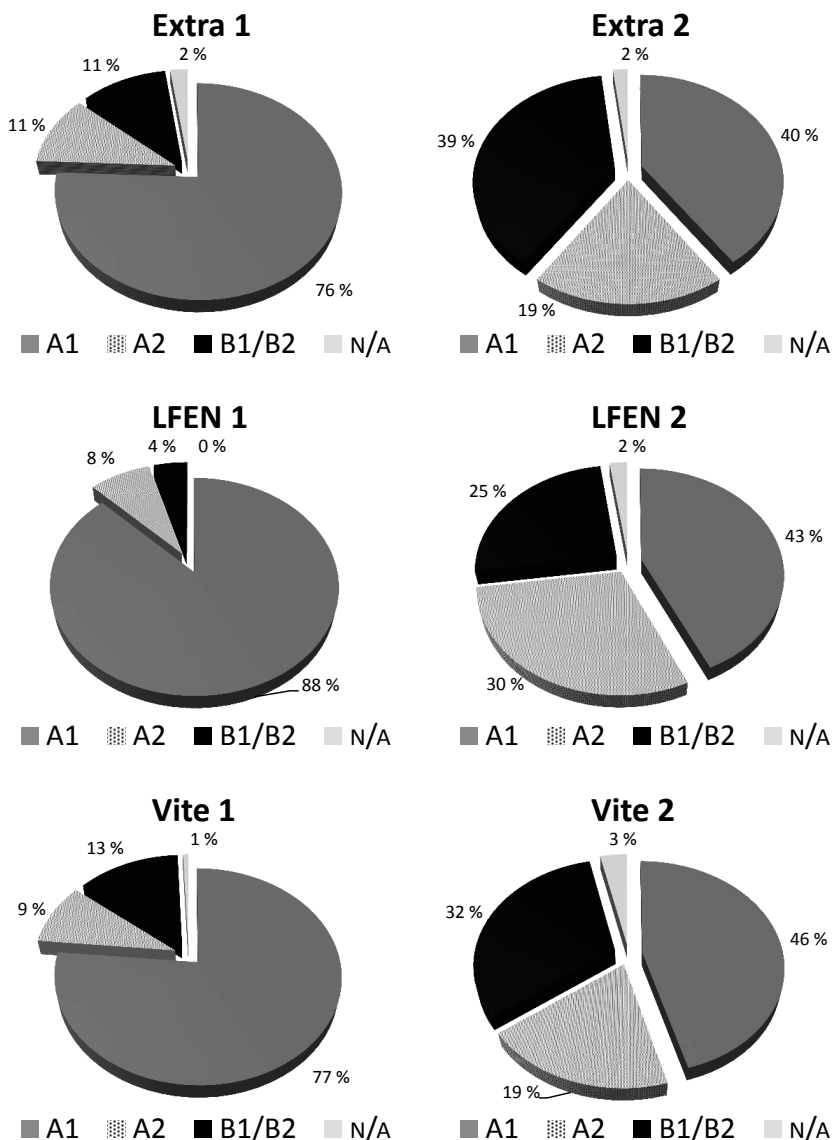 Extra 1
2 %
11 %
11 %
76 %
A1 A2 B1/B2 N/A
Extra 2
2 %
39 %
40 %
19 %
A1 A2 B1/B2 N/A
LFEN 1
8 % 4 % 0 %
88 %
A1 A2 B1/B2 N/A
LFEN 2
2 %
25 %
43 %
30 %
A1 A2 B1/B2 N/A
Vite 1
1 %
13 %
9 %
77 %
A1 A2 B1/B2 N/A
Vite 2
3 %
32 %
46 %
19 %
A1 A2 B1/B2 N/A